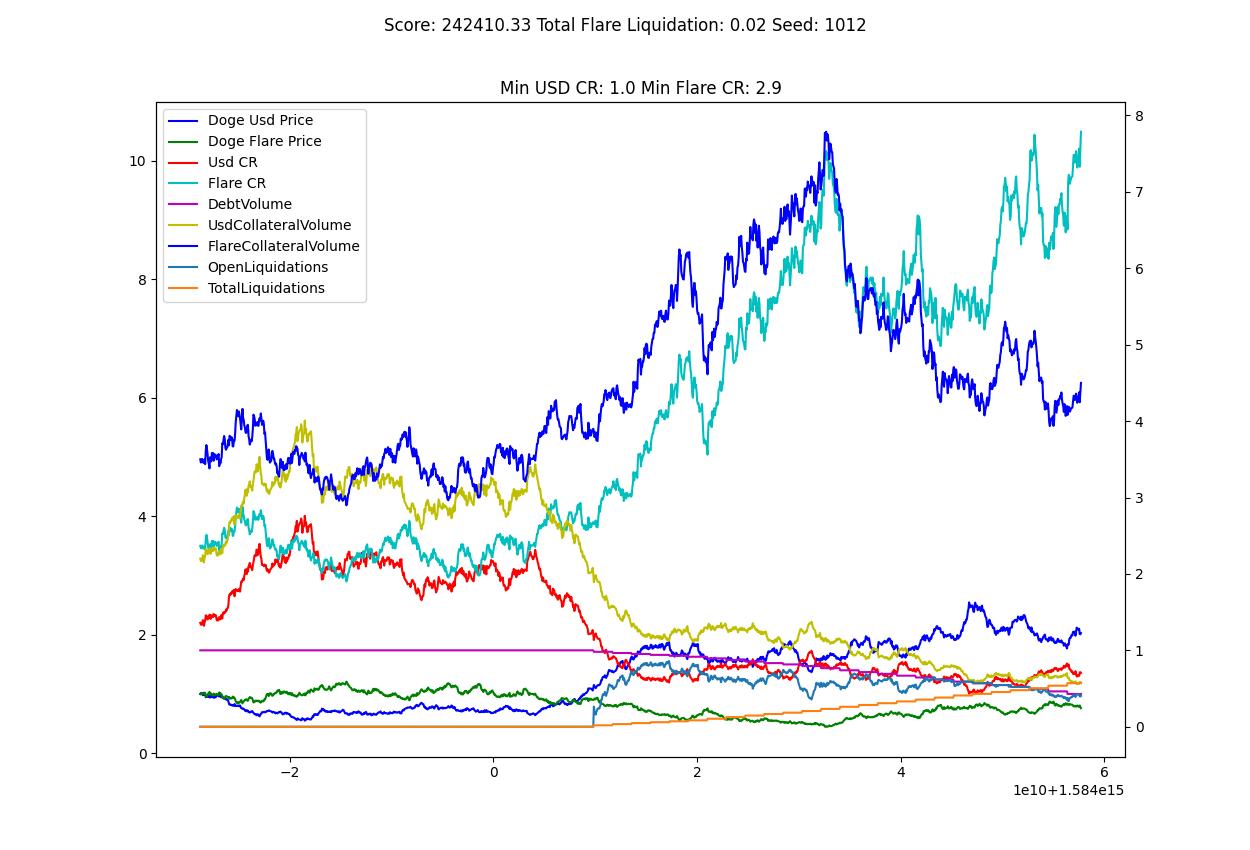 Score: 242410.33 Total Flare Liquidation: 0.02 Seed: 1012
Min USD CR: 1.0 Min Flare CR: 2.9
Doge Usd Price
Doge Flare Price
Usd CR
Flare CR
DebtVolume
UsdCollateralVolume
FlareCollateralVolume
OpenLiquidations
TotalLiquidations
10
8
6
4
2
0
8
7
6
5
4
3
2
1
0
−2
0
2
4
6
1e10+1.584e15